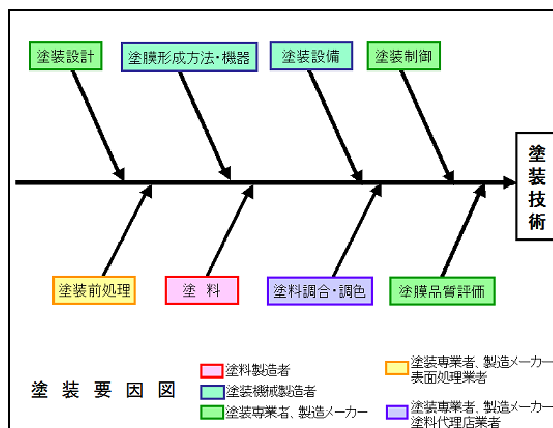 塗装設計
塗膜形成方法・機器
塗装設備
塗装制御
塗装技術
塗装前処理
塗 料
塗料調合・調色
塗膜品質評価
塗装要因図
塗料製造者
塗装機械製造者
塗装専業者、製造メーカー
塗装専業者、製造メーカー
表面処理業者
塗装専業者、製造メーカー
塗料代理店業者